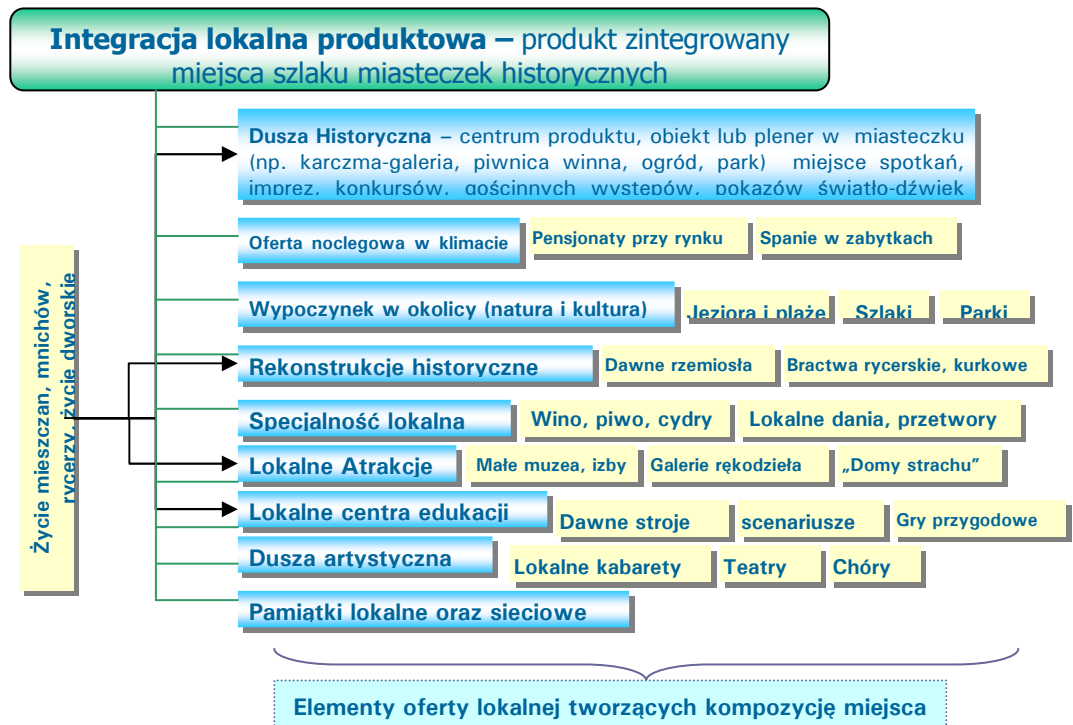 Integracja lokalna produktowa – produkt zintegrowany
miejsca szlaku miasteczek historycznych
Dusza Historyczna – centrum produktu, obiekt lub plener w miasteczku
(np. karczma-galeria, piwnica winna, ogród, park) miejsce spotkań,
imprez, konkursów, gościnnych występów, pokazów światło-dźwięk
Oferta noclegowa w klimacie
Pensjonaty przy rynku
Spanie w zabytkach
Wypoczynek w okolicy (natura i kultura)
Jeziora i plaże
Szlaki
Parki
Rekonstrukcje historyczne
Dawne rzemiosła
Bractwa rycerskie, kurkowe
Specjalność lokalna
Wino, piwo, cydry
Lokalne dania, przetwory
Lokalne Atrakcje
Małe muzea, izby
Galerie rękodzieła
„Domy strachu”
Lokalne centra edukacji
Dawne stroje
scenariusze
Gry przygodowe
Dusza artystyczna
Lokalne kabarety
Teatry
Chóry
Pamiątki lokalne oraz sieciowe
Życie mieszczan, mnichów,
rycerzy, życie dworskie
Elementy oferty lokalnej tworzących kompozycję miejsca